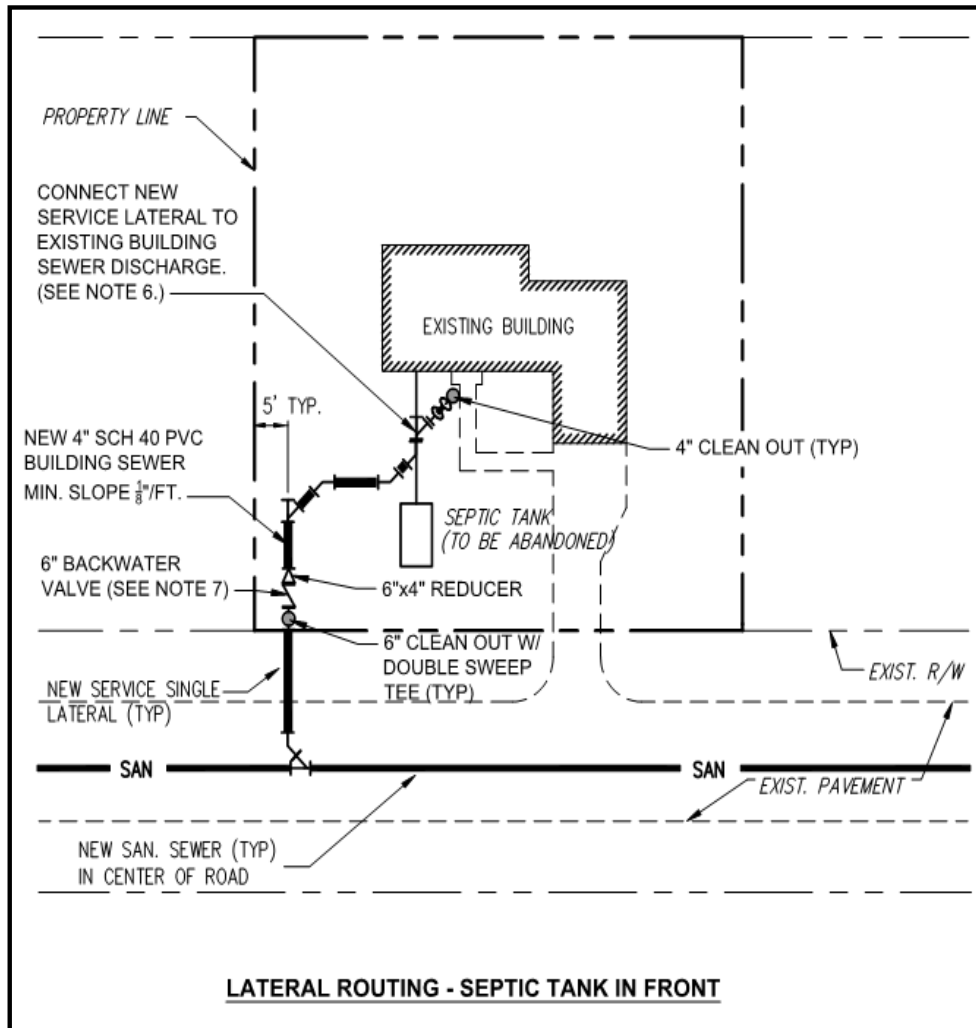 PROPERTY LINE
CONNECT NEW
SERVICE LATERAL TO
EXISTING BUILDING
SEWER DISCHARGE.
(SEE NOTE 6.)
EXISTING BUILDING
5' TYP.
NEW 4" SCH 40 PVC
BUILDING SEWER
MIN. SLOPE 1/8"/FT.
4" CLEAN OUT (TYP)
SEPTIC TANK
(TO BE ABANDONED)
6" BACKWATER
VALVE (SEE NOTE 7)
6"x4" REDUCER
6" CLEAN OUT W/
DOUBLE SWEEP
TEE (TYP)
EXIST. R/W
NEW SERVICE SINGLE
LATERAL (TYP)
SAN
SAN
EXIST. PAVEMENT
NEW SAN. SEWER (TYP)
IN CENTER OF ROAD
LATERAL ROUTING - SEPTIC TANK IN FRONT